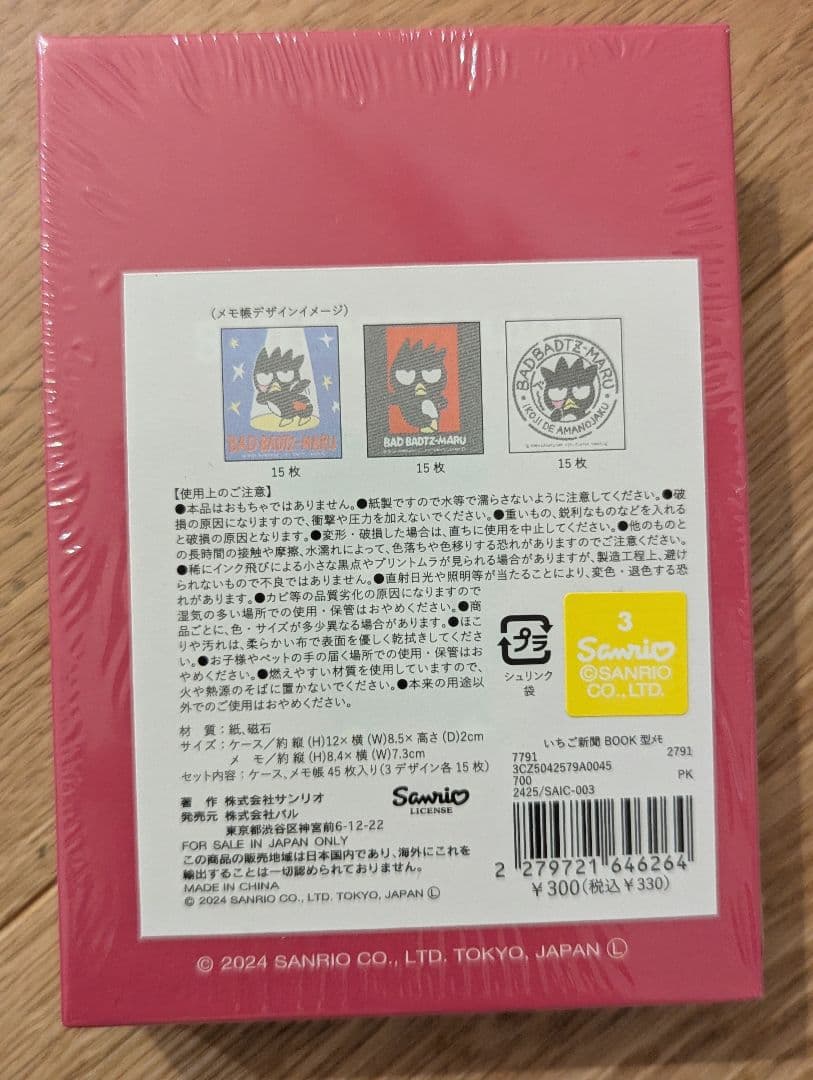 (メモ帳デザインイメージ)
BAD BADTZ-MARU
BAD BADTZ-MARU
BADBADTZ-MARU
IKOJI DE AMANOJAKU
15枚
15枚
15枚
【使用上のご注意】
●本品はおもちゃではありません。●紙製ですので水等で濡らさないように注意してください。●破
損の原因になりますので、衝撃や圧力を加えないでください。●重いもの、鋭利なものなどを入れる
と破損の原因となります。●変形・破損した場合は、直ちに使用を中止してください。●他のものと
の長時間の接触や摩擦、水濡れによって、色落ちや色移りする恐れがありますのでご注意ください。
●稀にインク飛びによる小さな黒点やプリントムラが見られる場合がありますが、製造工程上、避け
られないもので不良ではありません。●直射日光や照明等が当たることにより、変色・退色する恐
れがあります。●カビ等の品質劣化の原因になりますので
湿気の多い場所での使用・保管はおやめください。●商
品ごとに、色・サイズが多少異なる場合があります。●ほこ
りや汚れは、柔らかい布で表面を優しく乾拭きしてくださ
い。●お子様やペットの手の届く場所での使用・保管はお
やめください。●燃えやすい材質を使用していますので、
火や熱源のそばに置かないでください。●本来の用途以
外でのご使用はおやめください。
プラ
シュリンク
袋
3
Sanrio
©SANRIO
CO.,LTD.
材 質:紙、磁石
サイズ:ケース/約 縦(H)12×横(W)8.5×高さ(D)2cm
メ モ/約 縦(H)8.4×横(W)7.3cm
セット内容:ケース、メモ帳45枚入り(3デザイン各15枚)
著 作 株式会社サンリオ
発売元 株式会社パル
東京都渋谷区神宮前6-12-22
Sanrio
LICENSE
FOR SALE IN JAPAN ONLY
この商品の販売地域は日本国内であり、海外にこれを
輸出することは一切認められておりません。
MADE IN CHINA
© 2024 SANRIO CO., LTD. TOKYO, JAPAN Ⓛ
いちご新聞 BOOK 型メモ
7791 2791
3CZ5042579A0045
700 PK
2425/SAIC-003
2 279721 646264
¥300(税込¥330)
© 2024 SANRIO CO., LTD. TOKYO, JAPAN Ⓛ